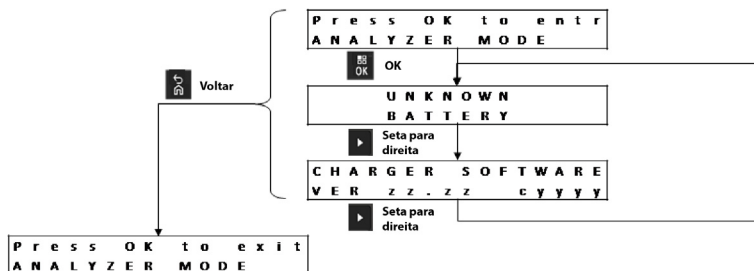 Press OK to entr
ANALYZER MODE
OK
OK
Voltar
UNKNOWN
BATTERY
Seta para
direita
CHARGER SOFTWARE
VER zz.zz cyyyy
Seta para
direita
Press OK to exit
ANALYZER MODE